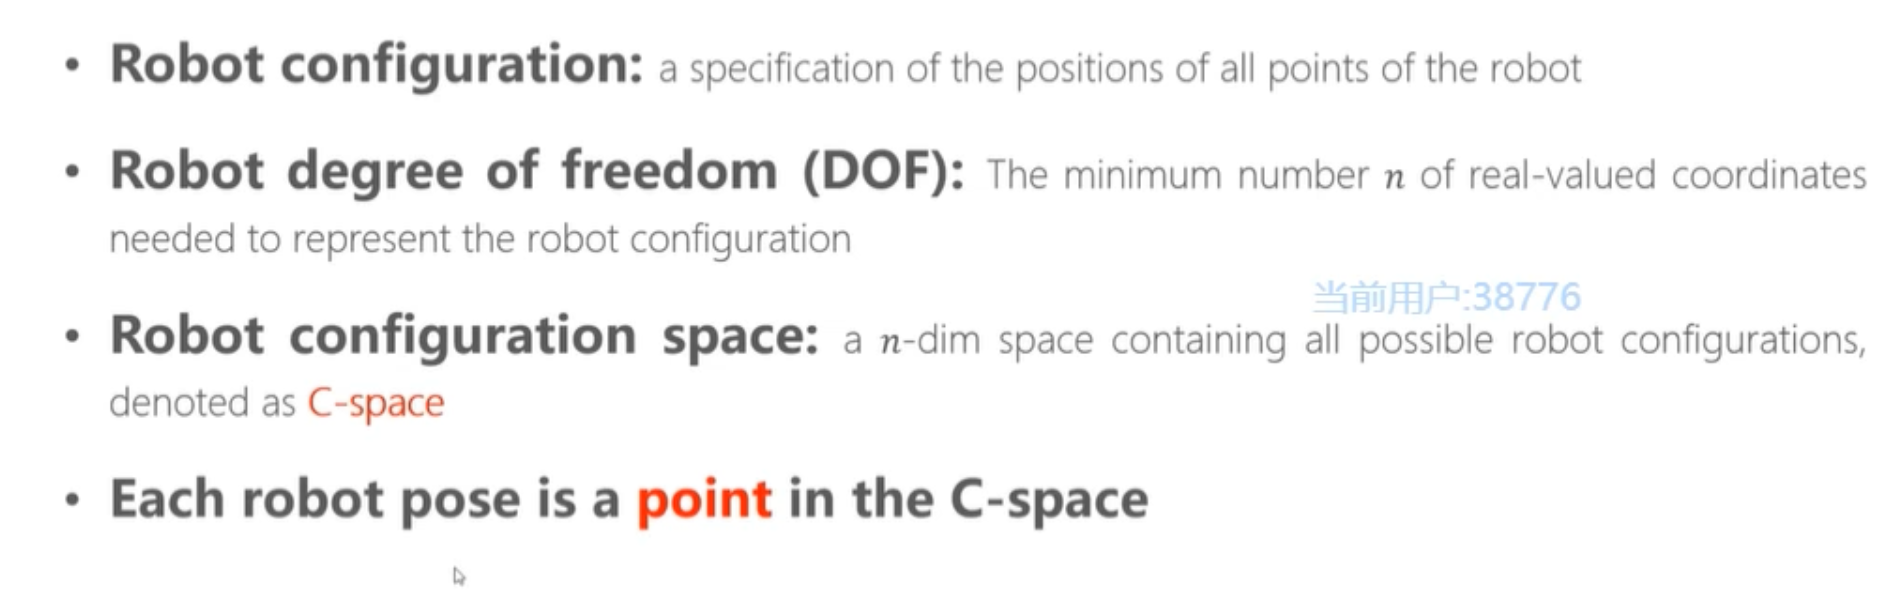 • Robot configuration: a specification of the positions of all points of the robot
• Robot degree of freedom (DOF): The minimum number n of real-valued coordinates
needed to represent the robot configuration
当前用户:38776
• Robot configuration space: a n-dim space containing all possible robot configurations,
denoted as C-space
• Each robot pose is a point in the C-space